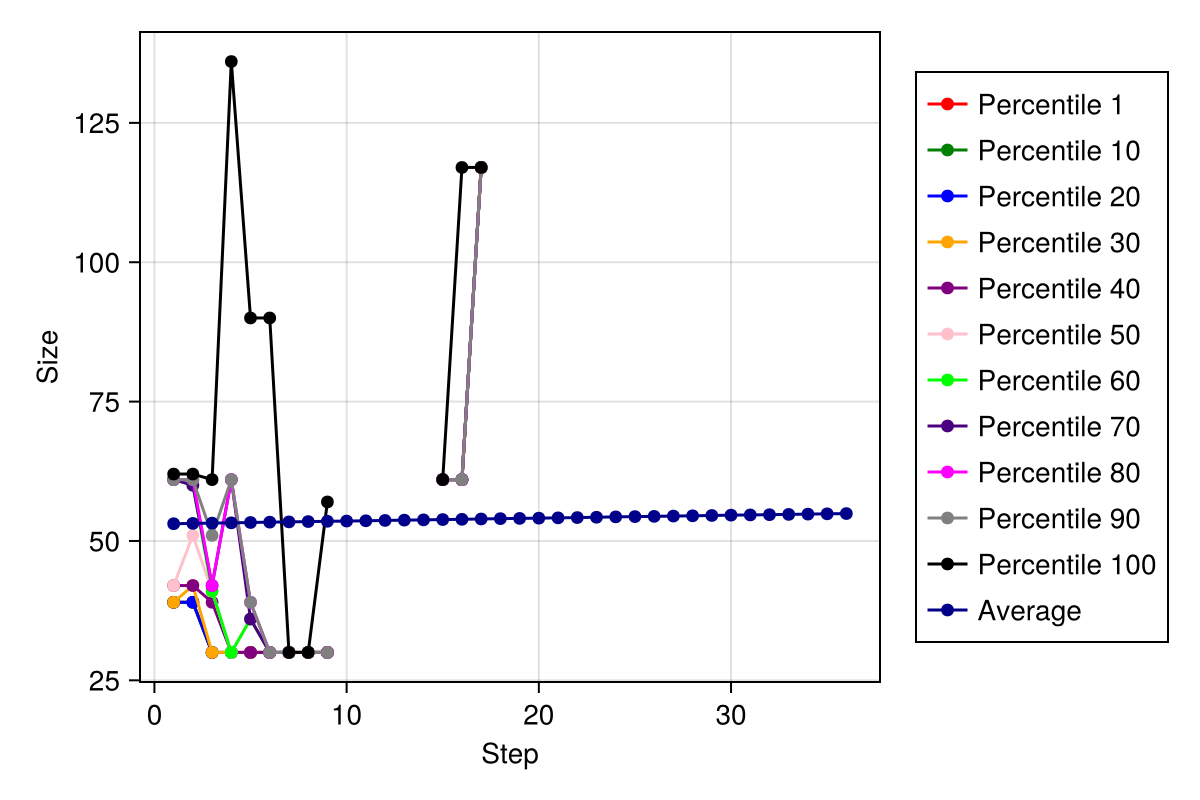 125
100
75
50
25
Size
0 10 20 30
Step
Percentile 1
Percentile 10
Percentile 20
Percentile 30
Percentile 40
Percentile 50
Percentile 60
Percentile 70
Percentile 80
Percentile 90
Percentile 100
Average